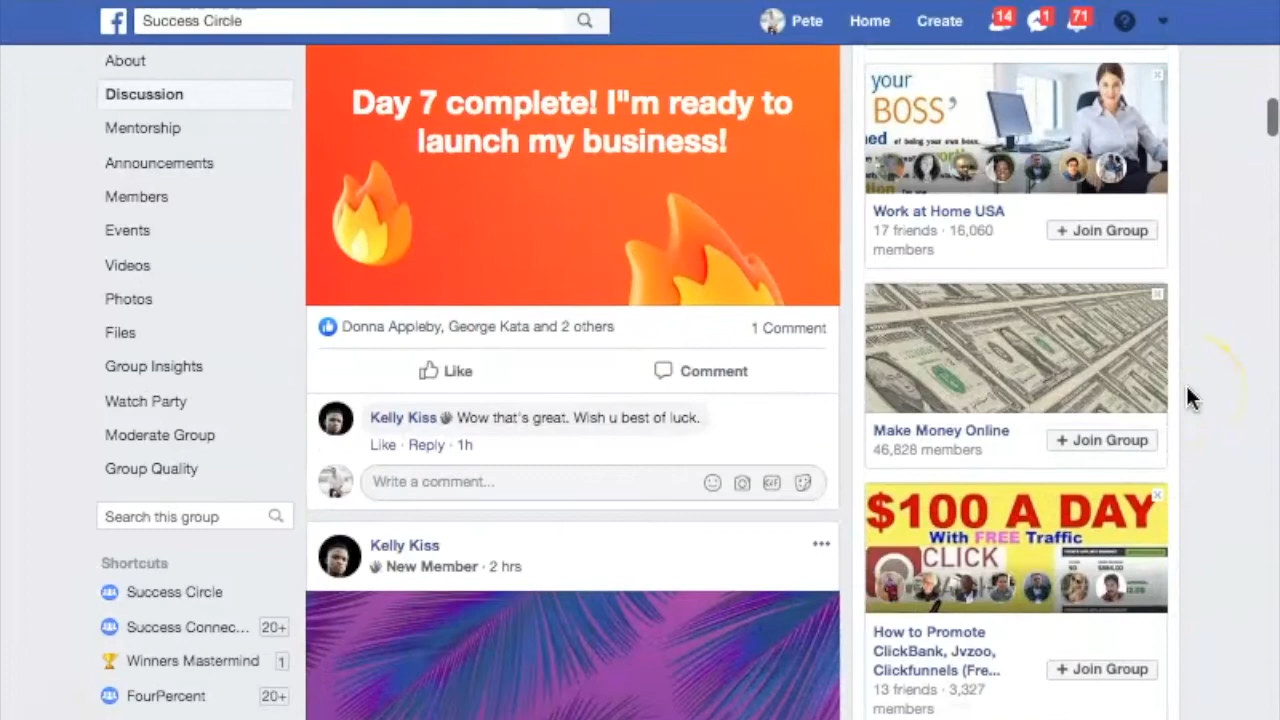 f
Success Circle
Pete
Home
Create
14
1
71
?
About
Discussion
Mentorship
Announcements
Members
Events
Videos
Photos
Files
Group Insights
Watch Party
Moderate Group
Group Quality
Search this group
Shortcuts
Success Circle
Success Connec... 20+
Winners Mastermind 1
FourPercent 20+
Day 7 complete! I"m ready to
launch my business!
Donna Appleby, George Kata and 2 others 1 Comment
Like Comment
Kelly Kiss Wow that's great. Wish u best of luck.
Like · Reply · 1h
Write a comment...
GIF
Kelly Kiss
New Member · 2 hrs
your
BOSS’
of being your own boss.
Work at Home USA
17 friends · 16,060
members
+ Join Group
Make Money Online
46,828 members
+ Join Group
$100 A DAY
With FREE Traffic
CLICK
How to Promote
ClickBank, Jvzoo,
Clickfunnels (Fre...
13 friends · 3,327
members
+ Join Group